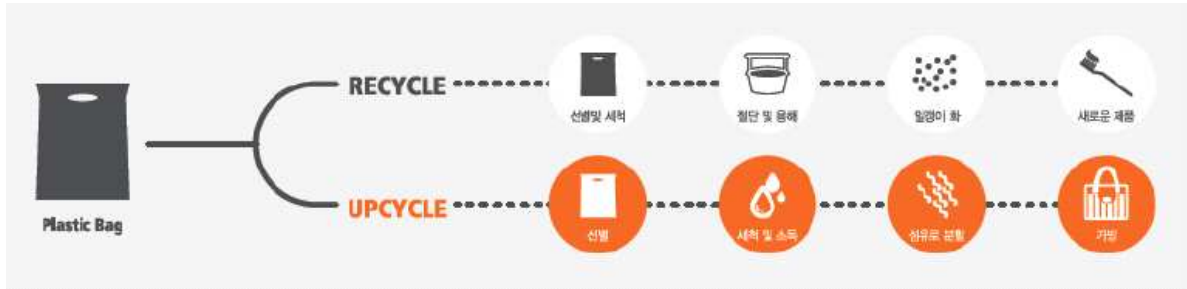 RECYCLE
선별및 세척
절단 및 용해
알갱이 화
새로운 제품
Plastic Bag
UPCYCLE
선별
세척 및 소독
섬유로 분할
가방